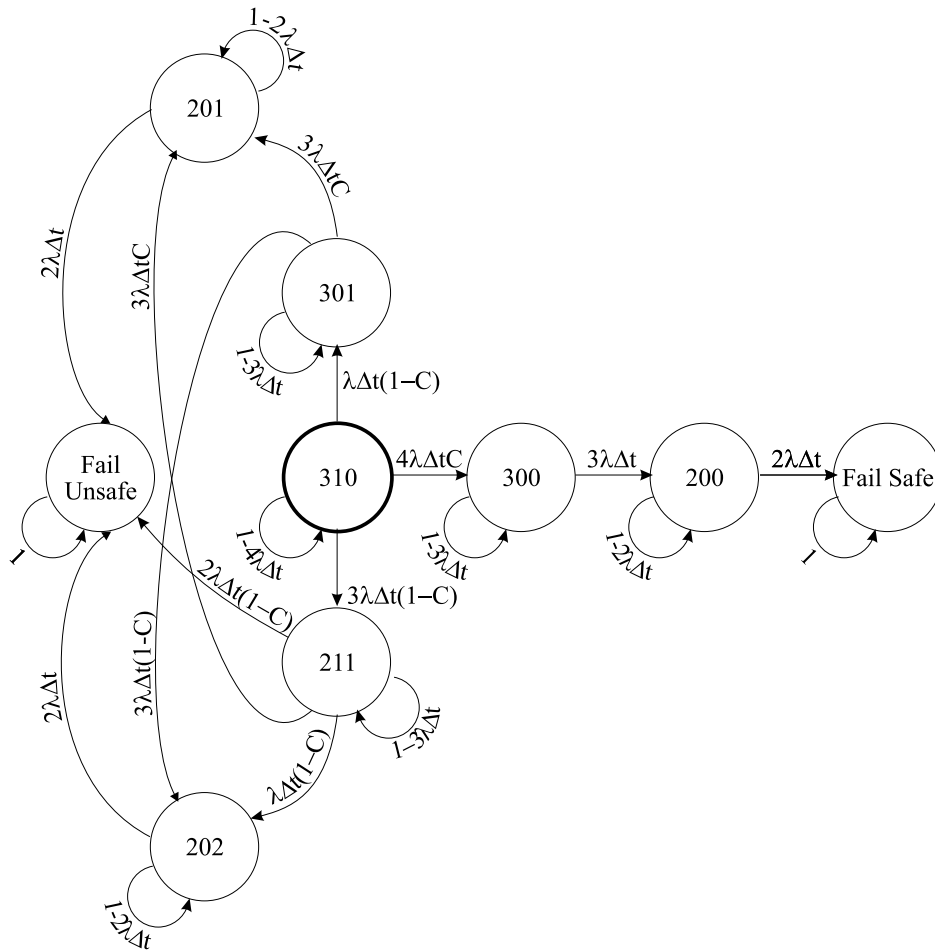 1-2λΔt
201
3λΔtC
2λΔt
3λΔtC
301
1-3λΔt
λΔt(1–C)
Fail
Unsafe
1
310
1-4λΔt
4λΔtC
300
1-3λΔt
3λΔt
200
1-2λΔt
2λΔt
Fail Safe
1
3λΔt(1–C)
2λΔt(1–C)
3λΔt(1-C)
211
1–3λΔt
2λΔt
λΔt(1–C)
202
1-2λΔt